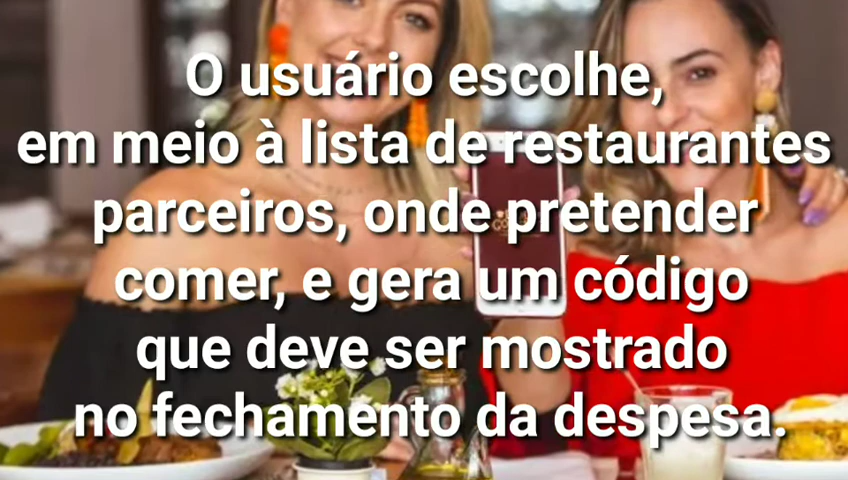 O usuário escolhe,
em meio à lista de restaurantes
parceiros, onde pretender
comer, e gera um código
que deve ser mostrado
no fechamento da despesa.